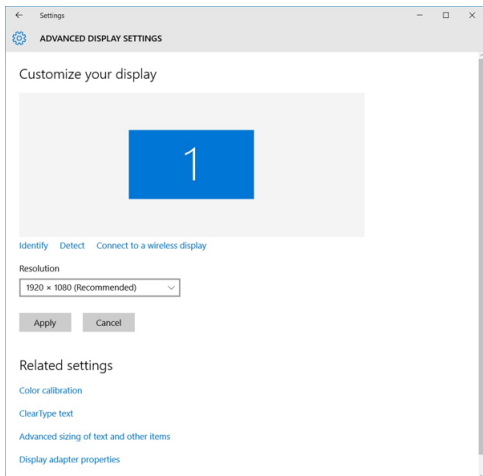 Settings
ADVANCED DISPLAY SETTINGS
Customize your display
1
Identify Detect Connect to a wireless display
Resolution
1920 × 1080 (Recommended)
Apply Cancel
Related settings
Color calibration
ClearType text
Advanced sizing of text and other items
Display adapter properties